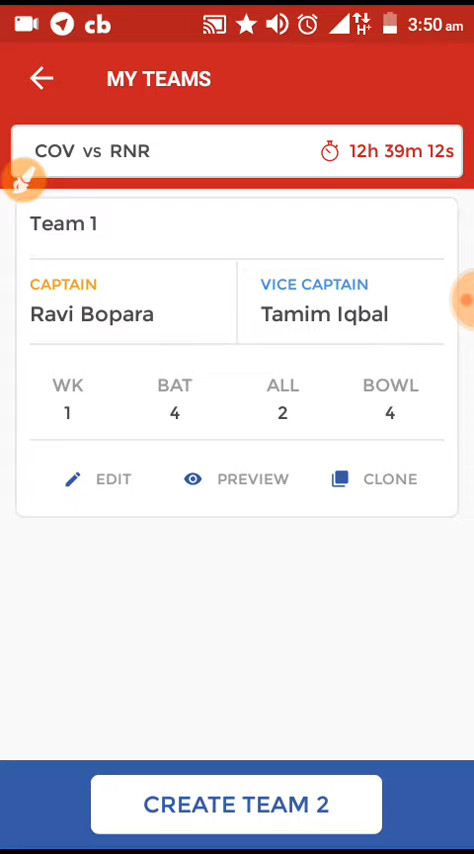 cb H+ 3:50 am
MY TEAMS
COV vs RNR 12h 39m 12s
Team 1
CAPTAIN VICE CAPTAIN
Ravi Bopara Tamim Iqbal
WK BAT ALL BOWL
1 4 2 4
EDIT PREVIEW CLONE
CREATE TEAM 2